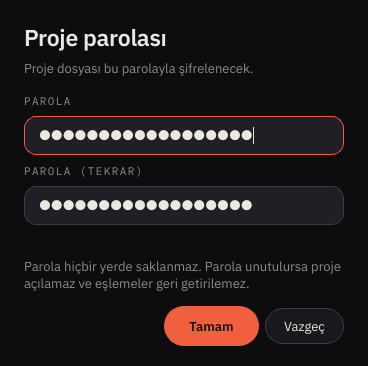 Proje parolası
Proje dosyası bu parolayla şifrelenecek.
PAROLA
●●●●●●●●●●●●●●●●●●
PAROLA (TEKRAR)
●●●●●●●●●●●●●●●●●●
Parola hiçbir yerde saklanmaz. Parola unutulursa proje
açılamaz ve eşlemeler geri getirilemez.
Tamam
Vazgeç